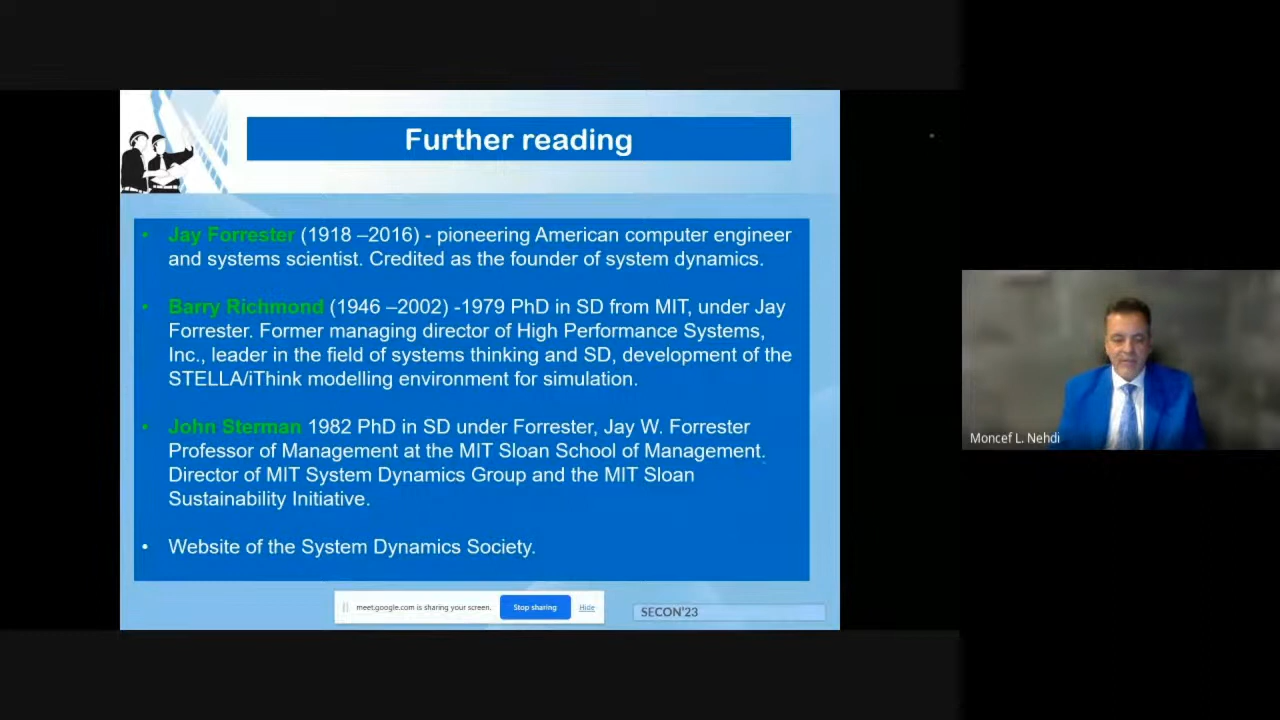 Further reading
• Jay Forrester (1918 –2016) - pioneering American computer engineer
and systems scientist. Credited as the founder of system dynamics.
• Barry Richmond (1946 –2002) -1979 PhD in SD from MIT, under Jay
Forrester. Former managing director of High Performance Systems,
Inc., leader in the field of systems thinking and SD, development of the
STELLA/iThink modelling environment for simulation.
• John Sterman 1982 PhD in SD under Forrester, Jay W. Forrester
Professor of Management at the MIT Sloan School of Management.
Director of MIT System Dynamics Group and the MIT Sloan
Sustainability Initiative.
• Website of the System Dynamics Society.
meet.google.com is sharing your screen. Stop sharing Hide
SECON'23
Moncef L. Nehdi